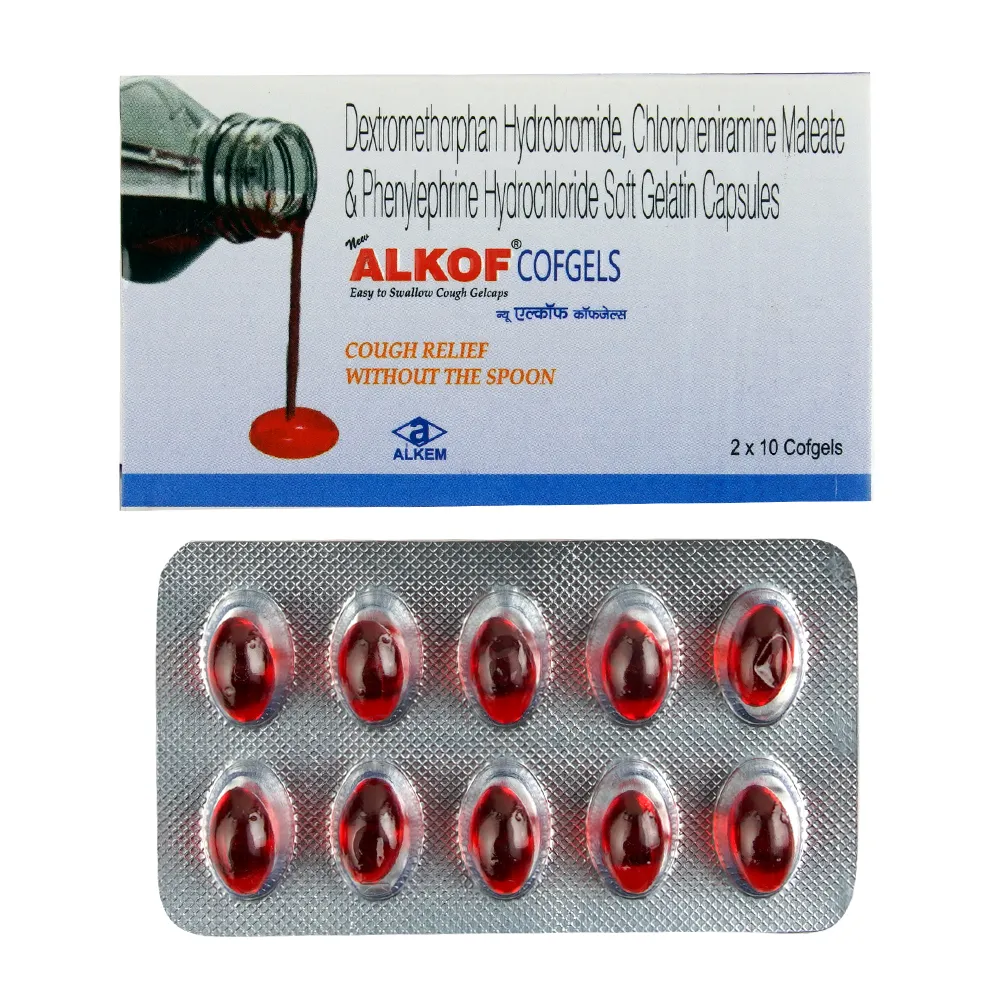 Dextromethorphan Hydrobromide, Chlorpheniramine Maleate
& Phenylephrine Hydrochloride Soft Gelatin Capsules
New
ALKOF® COFGELS
Easy to Swallow Cough Gelcaps
न्यू एल्कॉफ कॉफजेल्स
COUGH RELIEF
WITHOUT THE SPOON
a
ALKEM
2 x 10 Cofgels